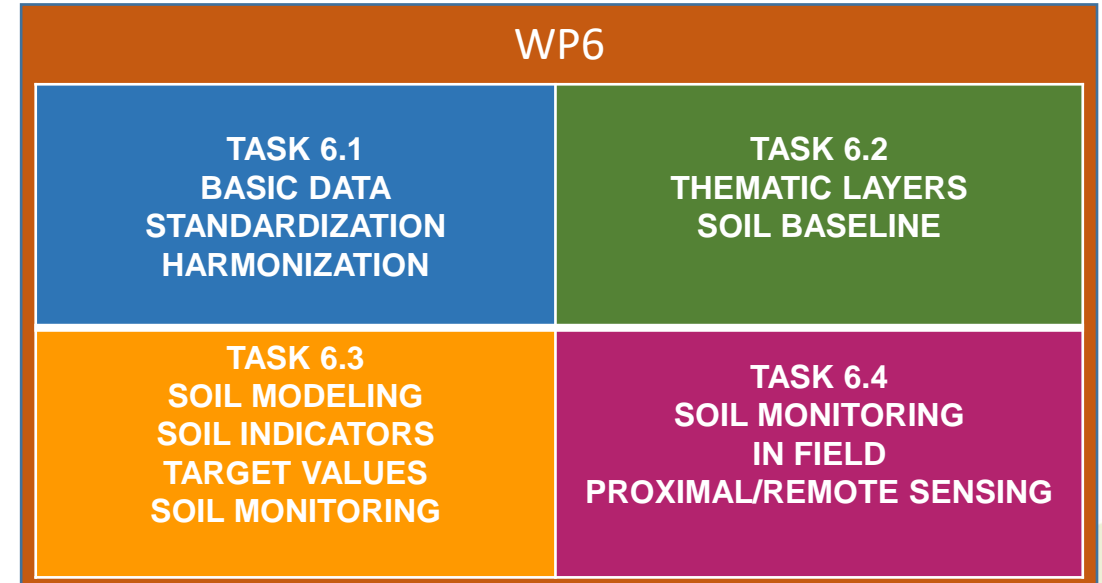 WP6
TASK 6.1
BASIC DATA
STANDARDIZATION
HARMONIZATION
TASK 6.2
THEMATIC LAYERS
SOIL BASELINE
TASK 6.3
SOIL MODELING
SOIL INDICATORS
TARGET VALUES
SOIL MONITORING
TASK 6.4
SOIL MONITORING
IN FIELD
PROXIMAL/REMOTE SENSING